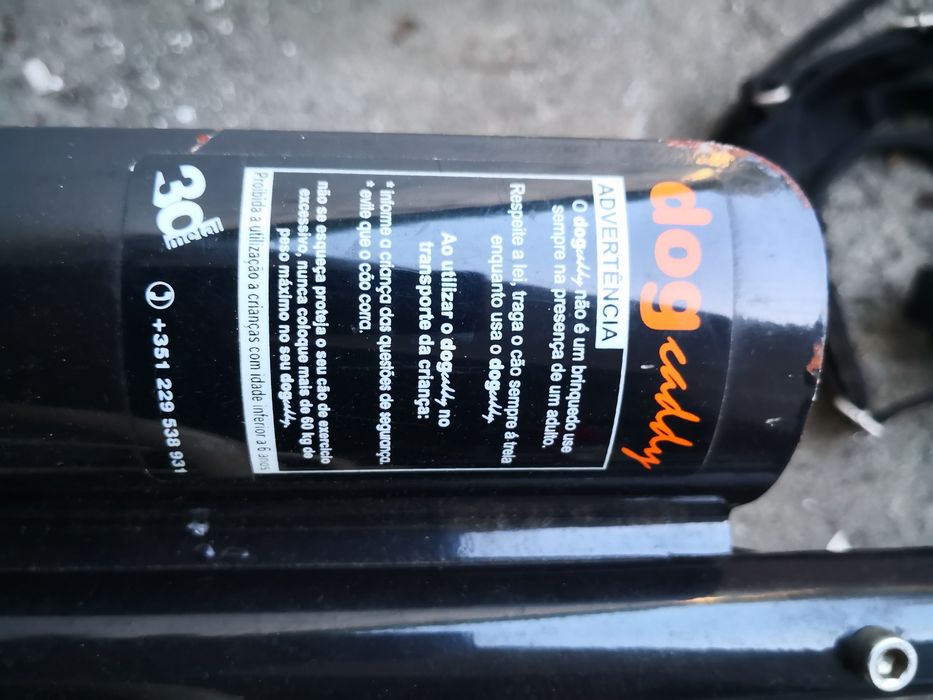 dog caddy
ADVERTÊNCIA
O dogcaddy não é um brinquedo use
sempre na presença de um adulto.
Respeite a lei, traga o cão sempre á trela
enquanto usa o dogcaddy
Ao utilizar o dogcaddy no
transporte da criança:
* informe a criança das questões de segurança.
* evite que o cão corra.
não se esqueça proteja o seu cão de exercício
excessivo, nunca coloque mais de 60 kg de
peso máximo no seu dogcaddy
Proibida a utilização a crianças com idade inferior a 6 anos
30
metal
+351 229 538 931